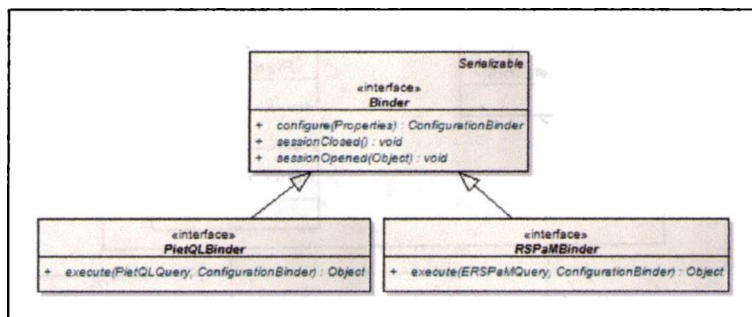 Serializable
«interface»
Binder
+ configure(Properties) : ConfigurationBinder
+ sessionClosed() : void
+ sessionOpened(Object) : void
«interface»
PietQLBinder
+ execute(PietQLQuery, ConfigurationBinder) : Object
«interface»
RSPaMBinder
+ execute(ERSPaMQuery, ConfigurationBinder) : Object